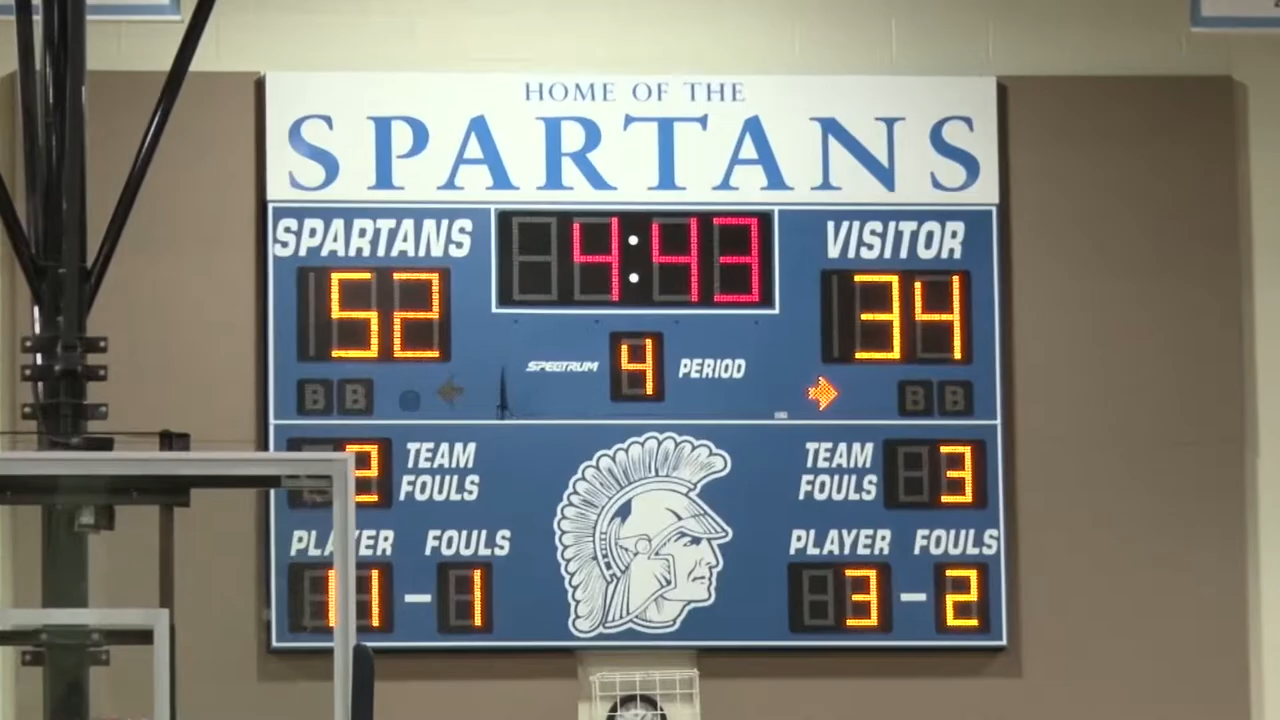 HOME OF THE
SPARTANS
SPARTANS 4:43 VISITOR
52 34
SPECTRUM 4 PERIOD
B B B B
2 TEAM FOULS TEAM FOULS 3
PLAYER FOULS PLAYER FOULS
11 - 1 3 - 2